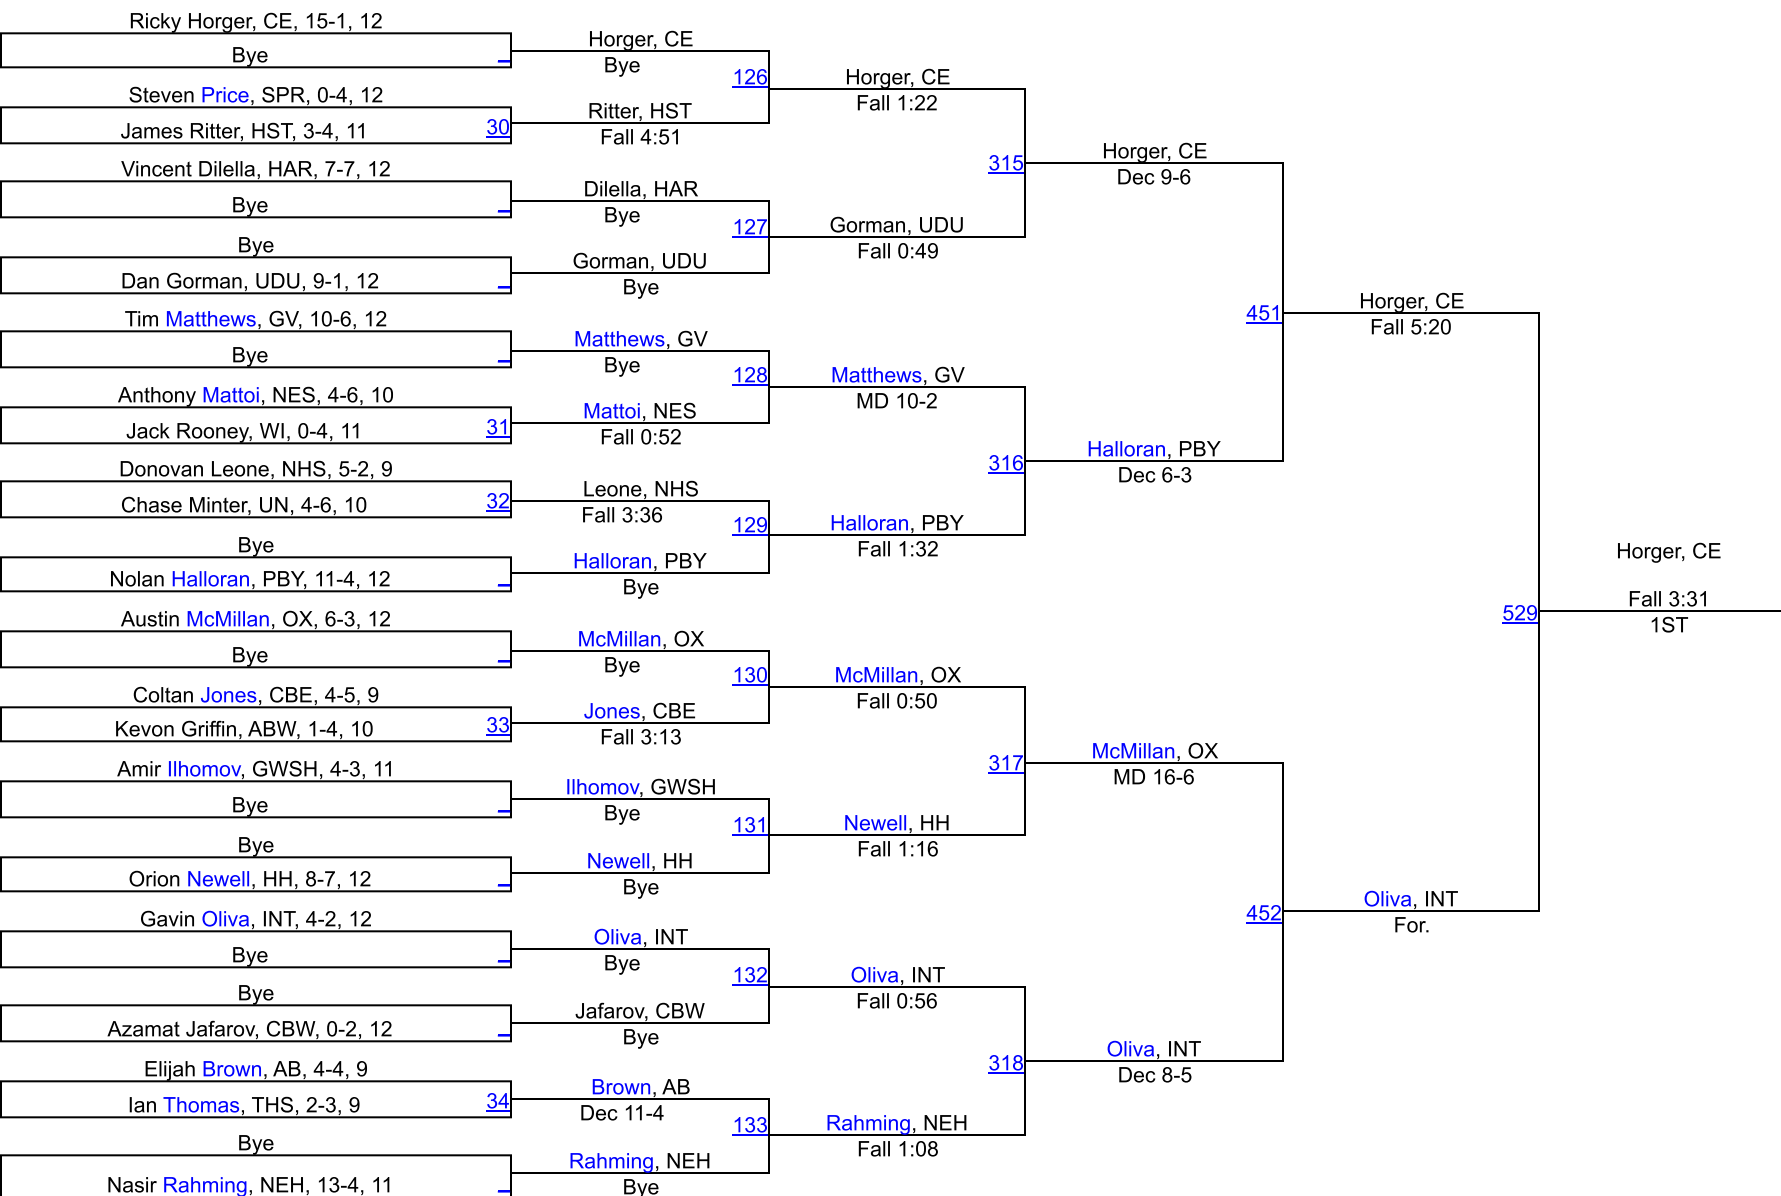 Ricky Horger, CE, 15-1, 12
Bye
Steven Price, SPR, 0-4, 12
James Ritter, HST, 3-4, 11
30
Vincent Dilella, HAR, 7-7, 12
Bye
Bye
Dan Gorman, UDU, 9-1, 12
Tim Matthews, GV, 10-6, 12
Bye
Anthony Mattoi, NES, 4-6, 10
Jack Rooney, WI, 0-4, 11
31
Donovan Leone, NHS, 5-2, 9
Chase Minter, UN, 4-6, 10
32
Bye
Nolan Halloran, PBY, 11-4, 12
Austin McMillan, OX, 6-3, 12
Bye
Coltan Jones, CBE, 4-5, 9
Kevon Griffin, ABW, 1-4, 10
33
Amir Ilhomov, GWSH, 4-3, 11
Bye
Bye
Orion Newell, HH, 8-7, 12
Gavin Oliva, INT, 4-2, 12
Bye
Bye
Azamat Jafarov, CBW, 0-2, 12
Elijah Brown, AB, 4-4, 9
Ian Thomas, THS, 2-3, 9
34
Bye
Nasir Rahming, NEH, 13-4, 11
Horger, CE
Bye
126
Ritter, HST
Fall 4:51
Dilella, HAR
Bye
127
Gorman, UDU
Bye
Matthews, GV
Bye
128
Mattoi, NES
Fall 0:52
Leone, NHS
Fall 3:36
129
Halloran, PBY
Bye
McMillan, OX
Bye
130
Jones, CBE
Fall 3:13
Ilhomov, GWSH
Bye
131
Newell, HH
Bye
Oliva, INT
Bye
132
Jafarov, CBW
Bye
Brown, AB
Dec 11-4
133
Rahming, NEH
Bye
Horger, CE
Fall 1:22
315
Gorman, UDU
Fall 0:49
Matthews, GV
MD 10-2
316
Halloran, PBY
Fall 1:32
McMillan, OX
Fall 0:50
317
Newell, HH
Fall 1:16
Oliva, INT
Fall 0:56
318
Rahming, NEH
Fall 1:08
Horger, CE
Dec 9-6
451
Halloran, PBY
Dec 6-3
McMillan, OX
MD 16-6
452
Oliva, INT
Dec 8-5
Horger, CE
Fall 5:20
529
Oliva, INT
For.
Horger, CE
Fall 3:31
1ST